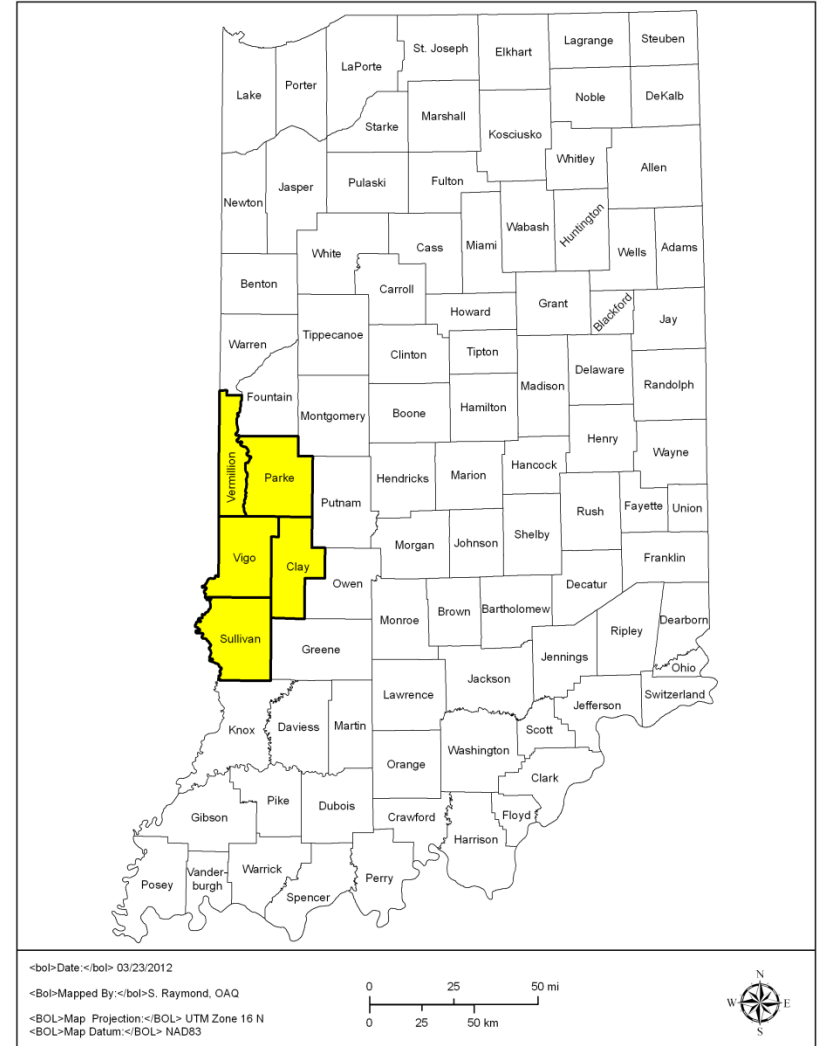 St. Joseph
Elkhart
Lagrange
Steuben
LaPorte
Porter
Lake
Noble
DeKalb
Marshall
Starke
Kosciusko
Whitley
Allen
Pulaski
Fulton
Jasper
Newton
Wabash
Huntington
Miami
Cass
White
Wells
Adams
Benton
Carroll
Grant
Blackford
Howard
Jay
Tippecanoe
Warren
Clinton
Tipton
Delaware
Madison
Randolph
Fountain
Montgomery
Boone
Hamilton
Henry
Wayne
Vermillion
Parke
Putnam
Hendricks
Marion
Hancock
Rush
Fayette
Union
Shelby
Morgan
Johnson
Vigo
Clay
Owen
Franklin
Decatur
Monroe
Brown
Bartholomew
Dearborn
Ripley
Sullivan
Greene
Jennings
Ohio
Jackson
Lawrence
Switzerland
Jefferson
Knox
Daviess
Martin
Scott
Washington
Orange
Clark
Pike
Dubois
Gibson
Crawford
Floyd
Harrison
Posey
Vander-
burgh
Warrick
Spencer
Perry
<bol>Date:</bol> 03/23/2012
<Bol>Mapped By:</bol>S. Raymond, OAQ
<BOL>Map Projection:</BOL> UTM Zone 16 N
<BOL>Map Datum:</BOL> NAD83
0 25 50 mi
0 25 50 km
N
W E
S